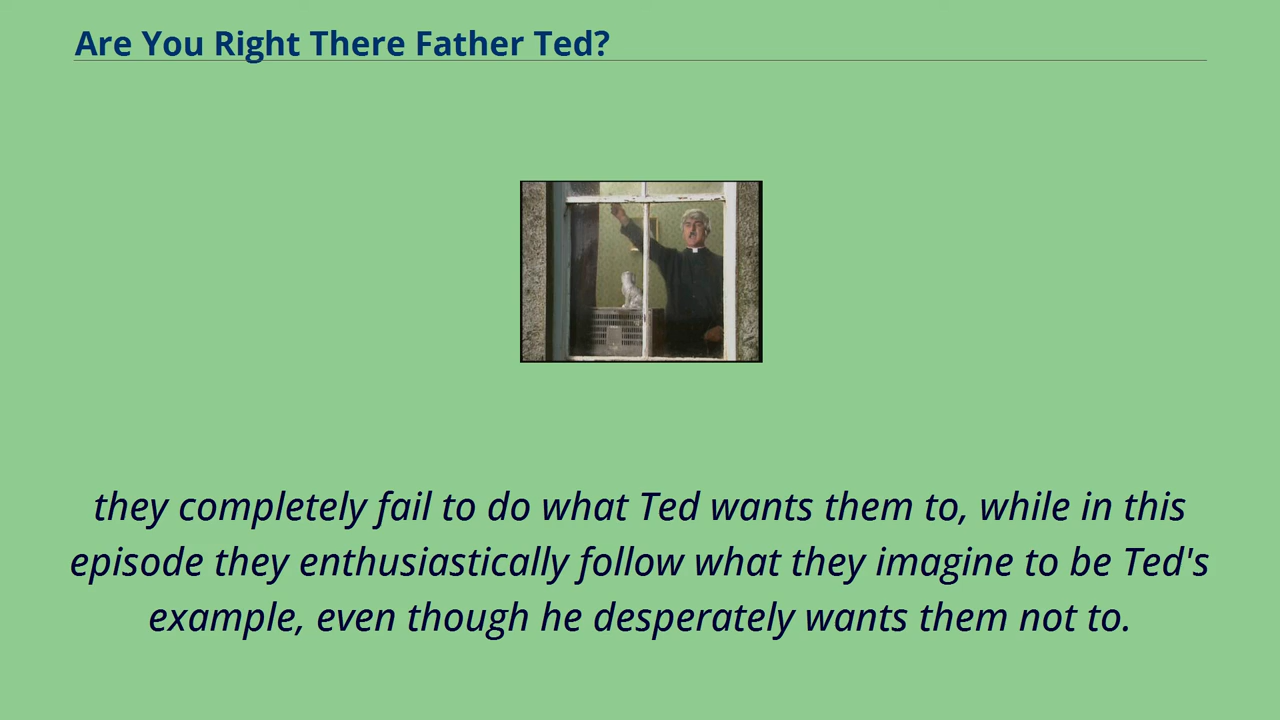 Are You Right There Father Ted?
they completely fail to do what Ted wants them to, while in this
episode they enthusiastically follow what they imagine to be Ted's
example, even though he desperately wants them not to.